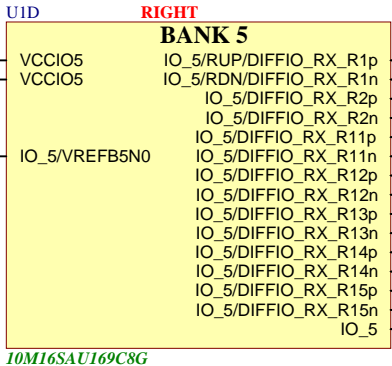 U1D RIGHT
BANK 5
VCCIO5 IO_5/RUP/DIFFIO_RX_R1p
VCCIO5 IO_5/RDN/DIFFIO_RX_R1n
IO_5/DIFFIO_RX_R2p
IO_5/DIFFIO_RX_R2n
IO_5/DIFFIO_RX_R11p
IO_5/VREFB5N0 IO_5/DIFFIO_RX_R11n
IO_5/DIFFIO_RX_R12p
IO_5/DIFFIO_RX_R12n
IO_5/DIFFIO_RX_R13p
IO_5/DIFFIO_RX_R13n
IO_5/DIFFIO_RX_R14p
IO_5/DIFFIO_RX_R14n
IO_5/DIFFIO_RX_R15p
IO_5/DIFFIO_RX_R15n
IO_5
10M16SAU169C8G